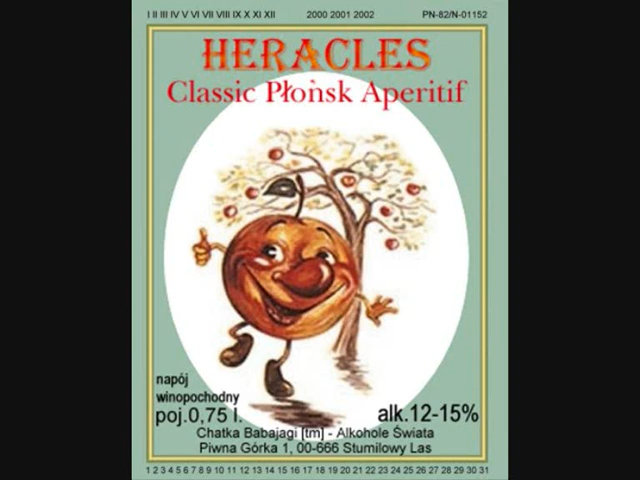 I II III IV V VI VII VIII IX X XI XII 2000 2001 2002 PN-82/N-01152
HERACLES
Classic Płońsk Aperitif
napój
winopochodny
poj.0,75 l. alk.12-15%
Chatka Babajagi [tm] - Alkohole Świata
Piwna Górka 1, 00-666 Stumilowy Las
1 2 3 4 5 6 7 8 9 10 11 12 13 14 15 16 17 18 19 20 21 22 23 24 25 26 27 28 29 30 31